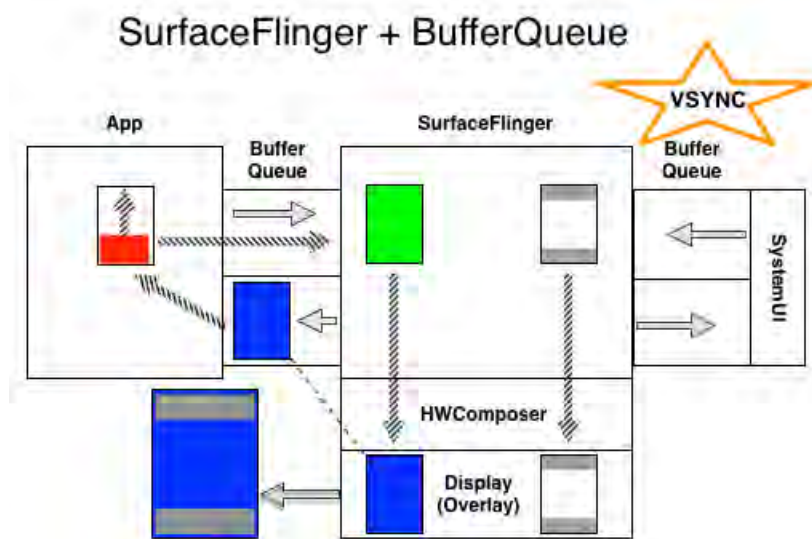 SurfaceFlinger + BufferQueue
VSYNC
App
SurfaceFlinger
Buffer
Queue
Buffer
Queue
SystemUI
HWComposer
Display
(Overlay)